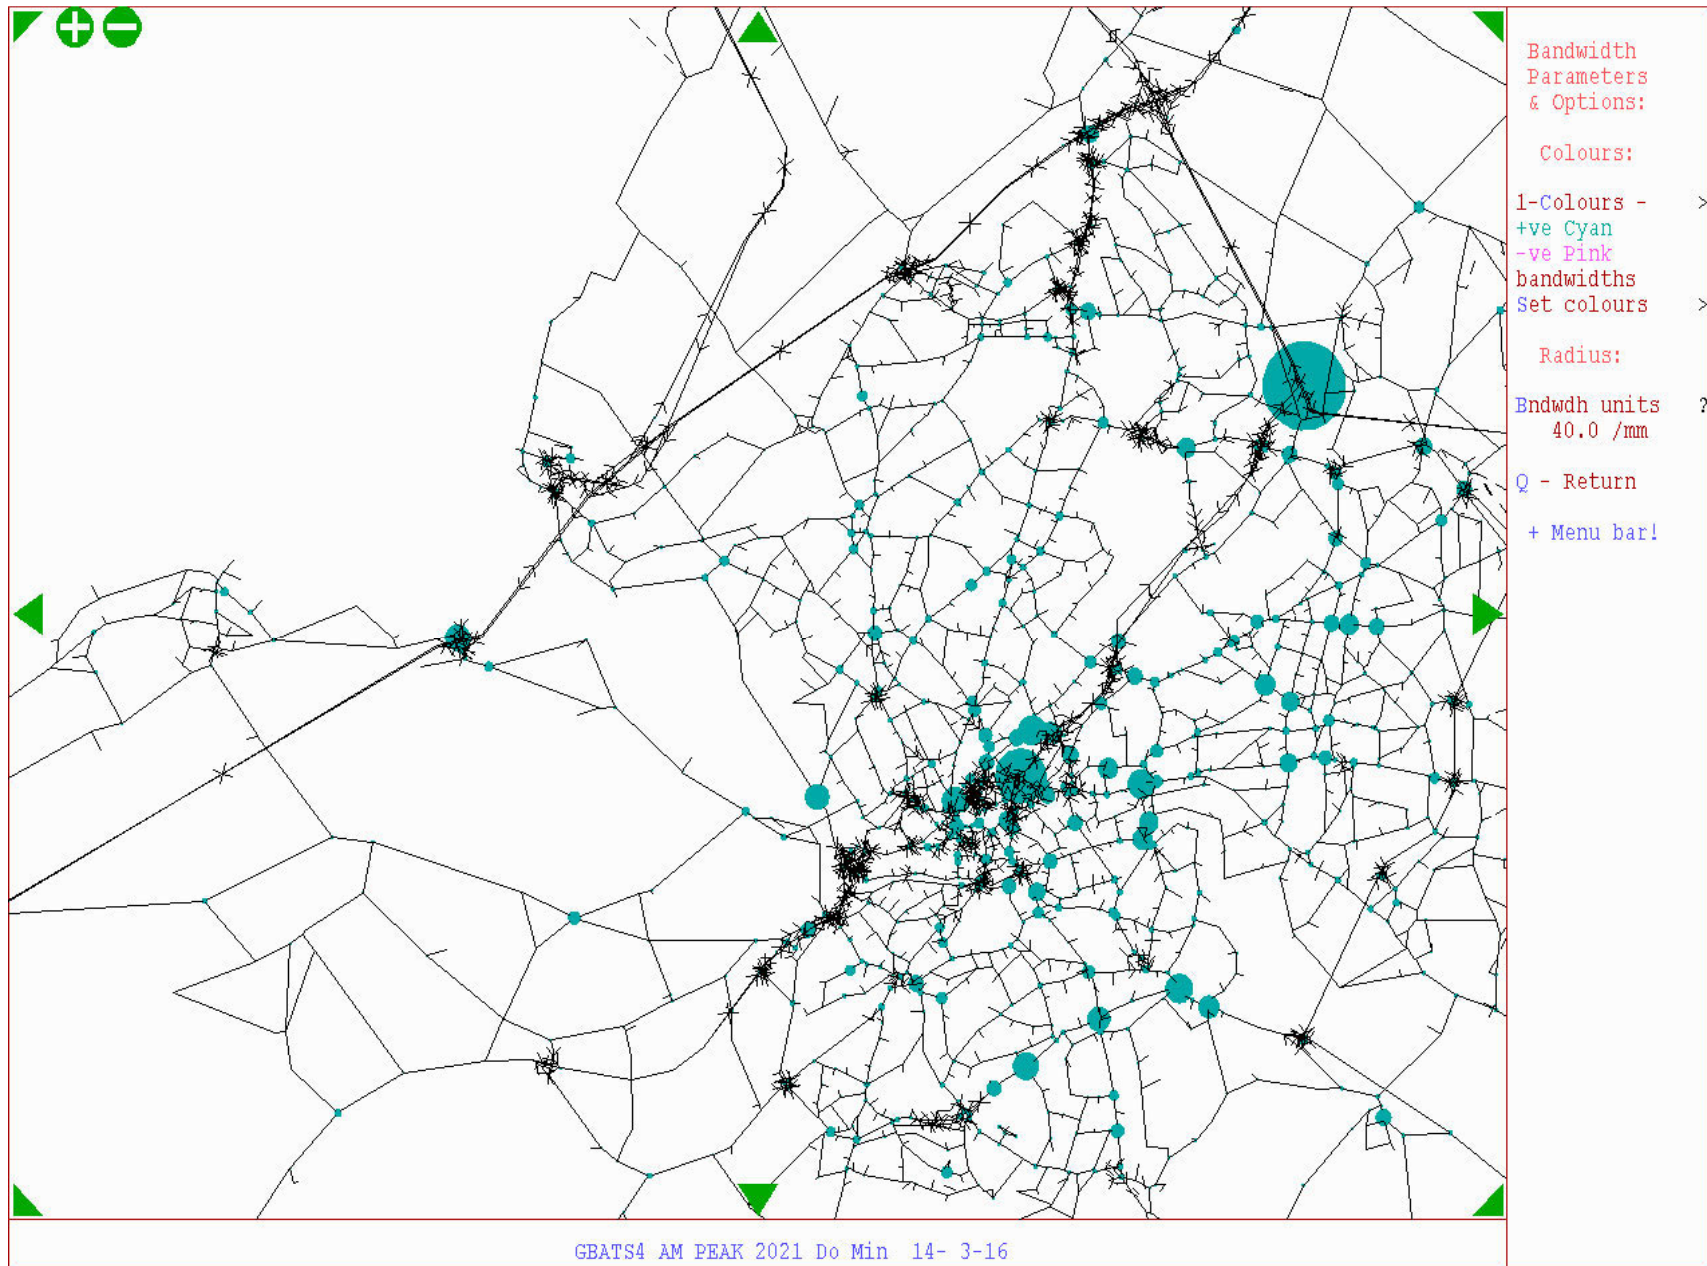 Bandwidth
Parameters
& Options:
Colours:
1-Colours - >
+ve Cyan
-ve Pink
bandwidths
Set colours >
Radius:
Bndwdh units ?
40.0 /mm
Q - Return
+ Menu bar!
GBATS4 AM PEAK 2021 Do Min 14- 3-16